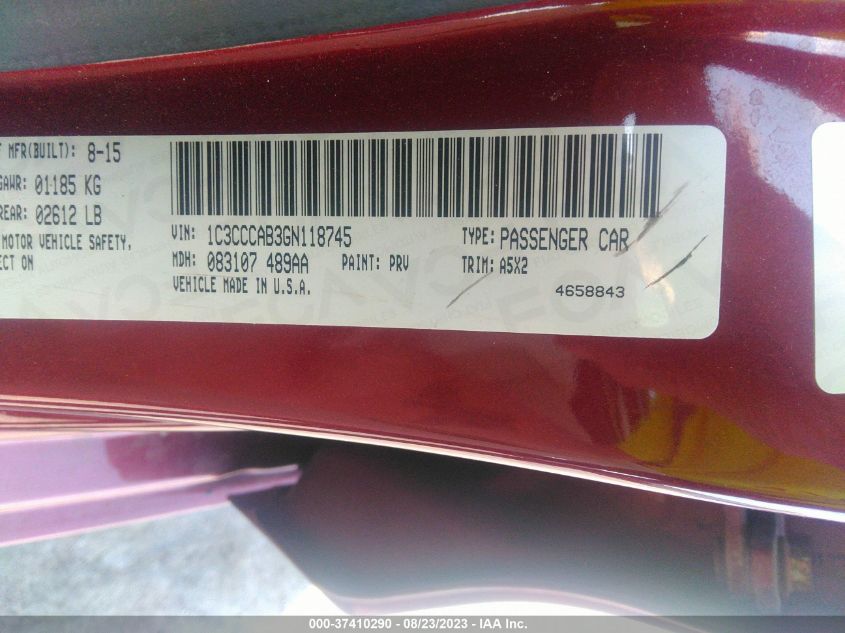 MFR(BUILT): 8-15
GAWR: 01185 KG
REAR: 02612 LB
MOTOR VEHICLE SAFETY,
ECT ON
VIN: 1C3CCCAB3GN118745
TYPE: PASSENGER CAR
MDH: 083107 489AA
PAINT: PRV
TRIM: A5X2
VEHICLE MADE IN U.S.A.
4658843
000-37410290 - 08/23/2023 - IAA Inc.